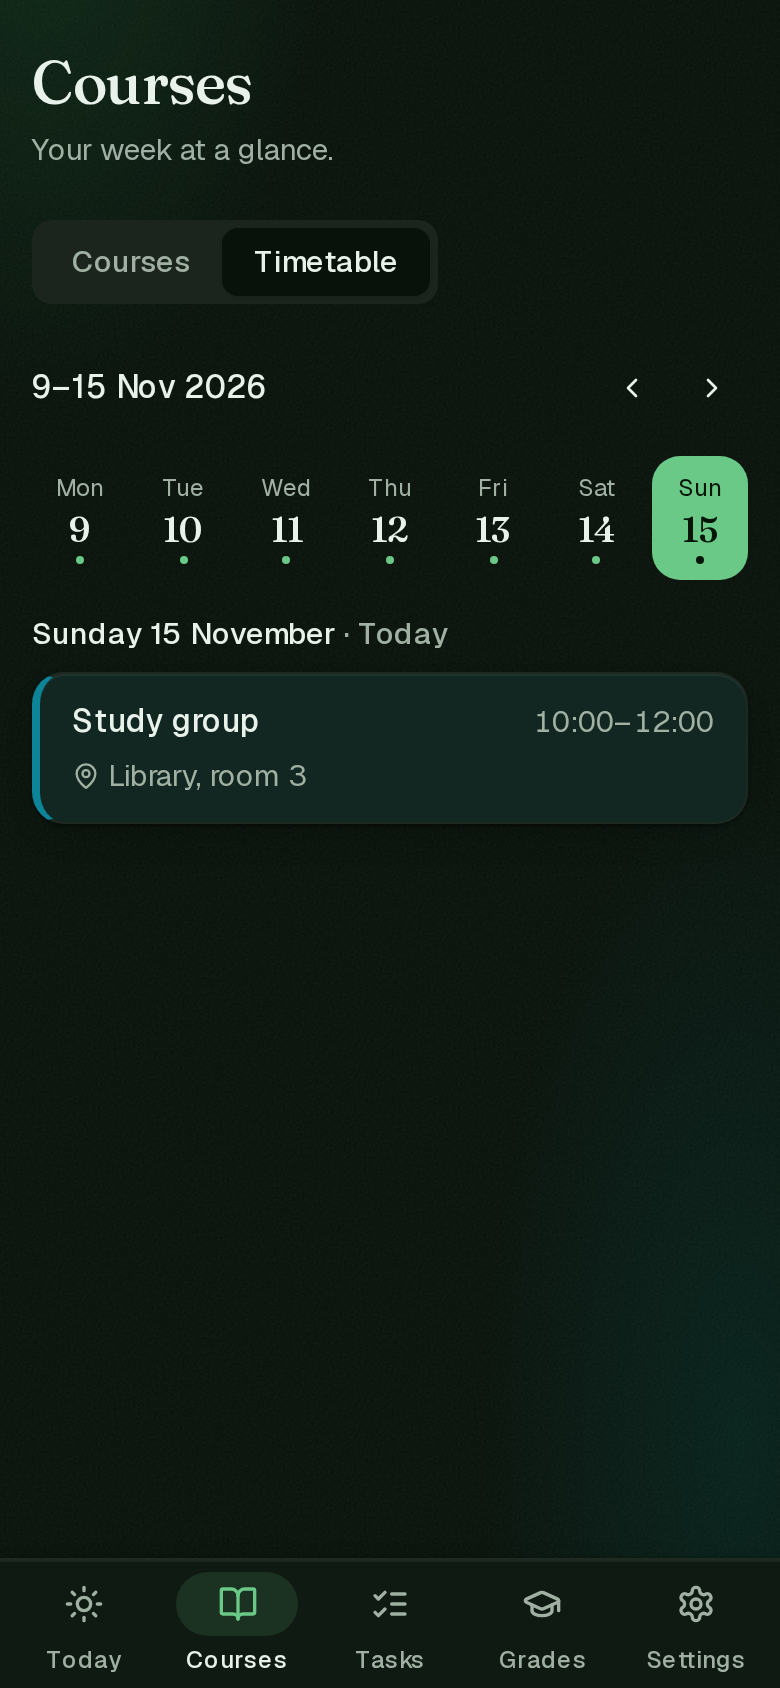 Courses
Your week at a glance.
Courses Timetable
9–15 Nov 2026
Mon Tue Wed Thu Fri Sat Sun
9 10 11 12 13 14 15
Sunday 15 November · Today
Study group 10:00–12:00
Library, room 3
Today Courses Tasks Grades Settings